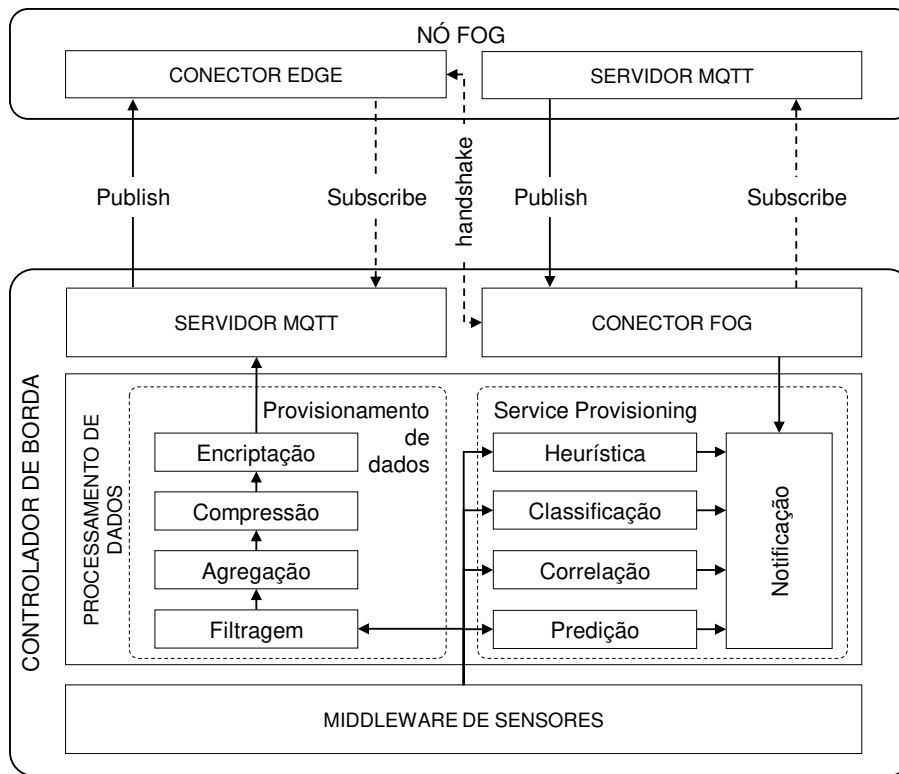 NÓ FOG
CONECTOR EDGE
SERVIDOR MQTT
Publish
Subscribe
handshake
Publish
Subscribe
CONTROLADOR DE BORDA
SERVIDOR MQTT
CONECTOR FOG
PROCESSAMENTO DE
DADOS
Provisionamento
de
dados
Encriptação
Compressão
Agregação
Filtragem
Service Provisioning
Heurística
Classificação
Correlação
Predição
Notificação
MIDDLEWARE DE SENSORES